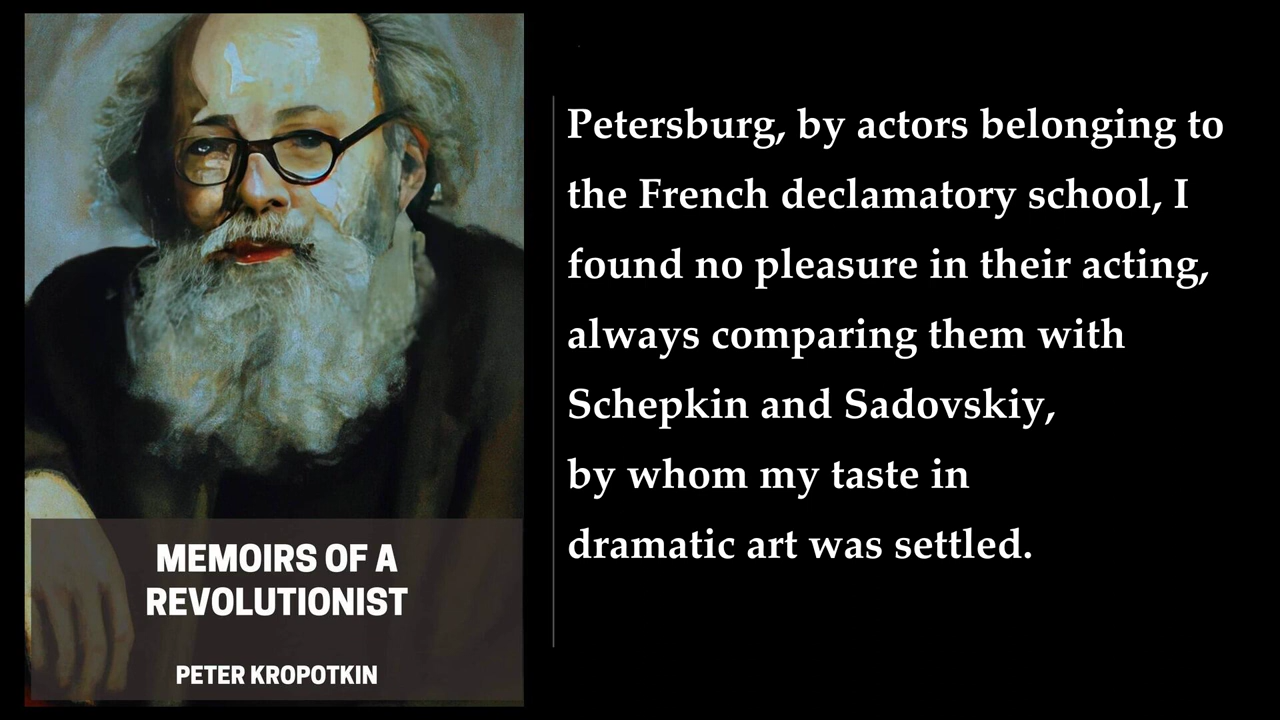 MEMOIRS OF A
REVOLUTIONIST
PETER KROPOTKIN
Petersburg, by actors belonging to
the French declamatory school, I
found no pleasure in their acting,
always comparing them with
Schepkin and Sadovskiy,
by whom my taste in
dramatic art was settled.